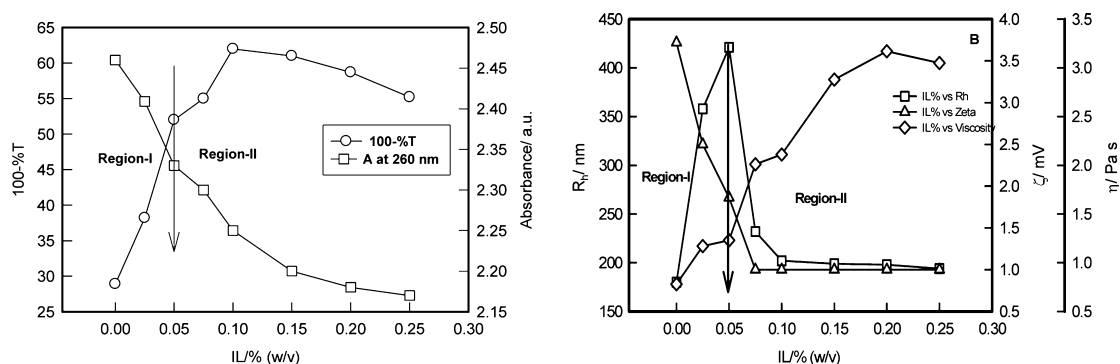 65
60
55
50
45
40
35
30
25
100-%T
2.50
2.45
2.40
2.35
2.30
2.25
2.20
2.15
Absorbance/ a.u.
Region-I
Region-II
100-%T
A at 260 nm
0.00 0.05 0.10 0.15 0.20 0.25 0.30
IL/% (w/v)
450
400
350
300
250
200
150
Rh/ nm
B
IL% vs Rh
IL% vs Zeta
IL% vs Viscosity
Region-I
Region-II
4.0
3.5
3.0
2.5
2.0
1.5
1.0
0.5
ζ/ mV
3.5
3.0
2.5
2.0
1.5
1.0
0.5
η/ Pa s
0.00 0.05 0.10 0.15 0.20 0.25 0.30
IL/% (w/v)